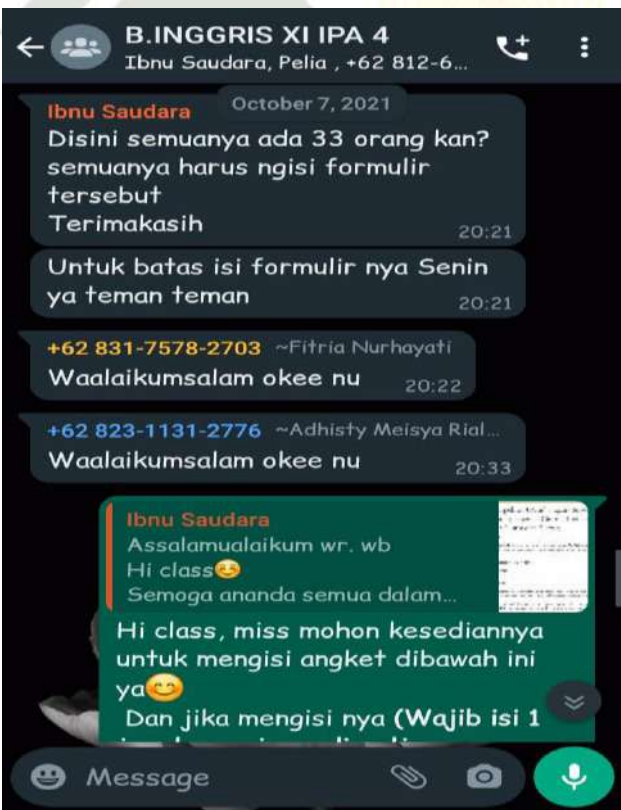 B.INGGRIS XI IPA 4
Ibnu Saudara, Pelia , +62 812-6...
October 7, 2021
Ibnu Saudara
Disini semuanya ada 33 orang kan?
semuanya harus ngisi formulir
tersebut
Terimakasih
20:21
Untuk batas isi formulir nya Senin
ya teman teman
20:21
+62 831-7578-2703 ~Fitria Nurhayati
Waalaikumsalam okee nu
20:22
+62 823-1131-2776 ~Adhisty Meisya Rial...
Waalaikumsalam okee nu
20:33
Ibnu Saudara
Assalamualaikum wr. wb
Hi class😊
Semoga ananda semua dalam...
Hi class, miss mohon kesediannya
untuk mengisi angket dibawah ini
ya😊
Dan jika mengisi nya (Wajib isi 1
Message